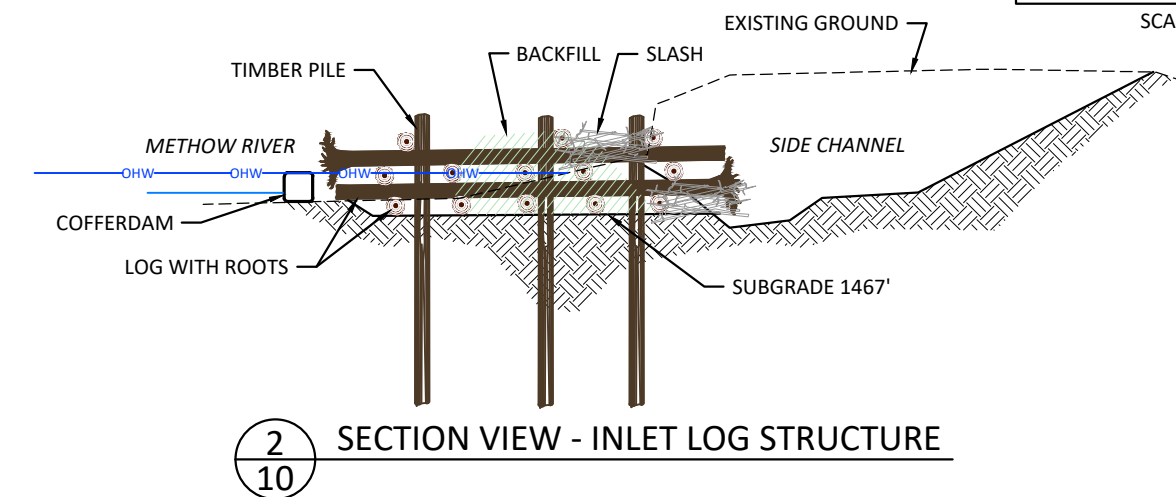 EXISTING GROUND
SCA
BACKFILL
SLASH
TIMBER PILE
METHOW RIVER
SIDE CHANNEL
OHW OHW OHW OHW
COFFERDAM
LOG WITH ROOTS
SUBGRADE 1467'
2
10
SECTION VIEW - INLET LOG STRUCTURE